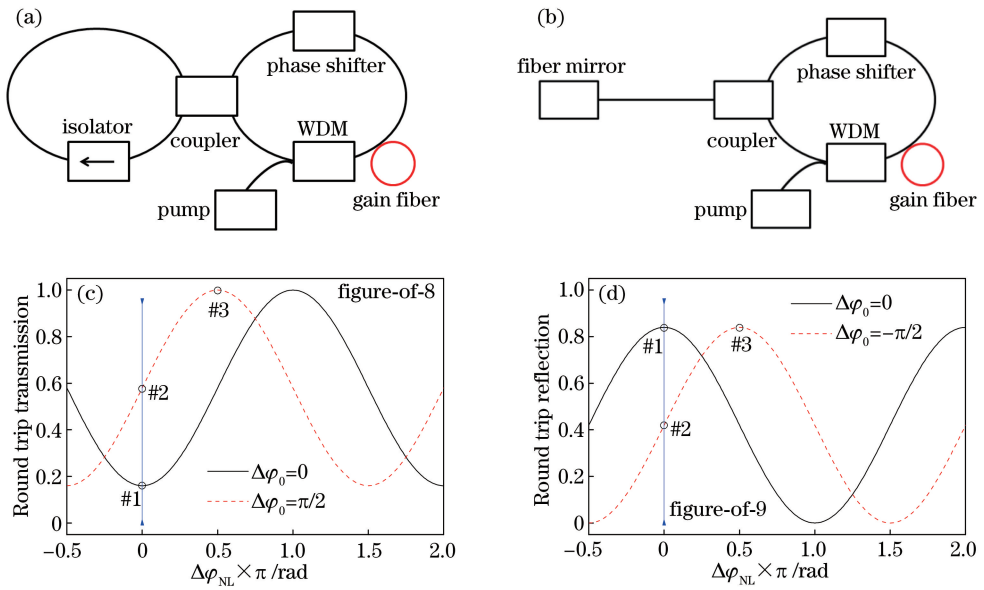 (a)
phase shifter
isolator
coupler
WDM
pump
gain fiber
(b)
fiber mirror
phase shifter
coupler
WDM
pump
gain fiber
(c)
figure-of-8
Round trip transmission
1.0
0.8
0.6
0.4
0.2
0
#1
#2
#3
Δφ₀=0
Δφ₀=π/2
−0.5
0
0.5
1.0
1.5
2.0
Δφ_NL×π/rad
(d)
Round trip reflection
1.0
0.8
0.6
0.4
0.2
0
Δφ₀=0
Δφ₀=−π/2
#1
#2
#3
figure-of-9
−0.5
0
0.5
1.0
1.5
2.0
Δφ_NL×π/rad